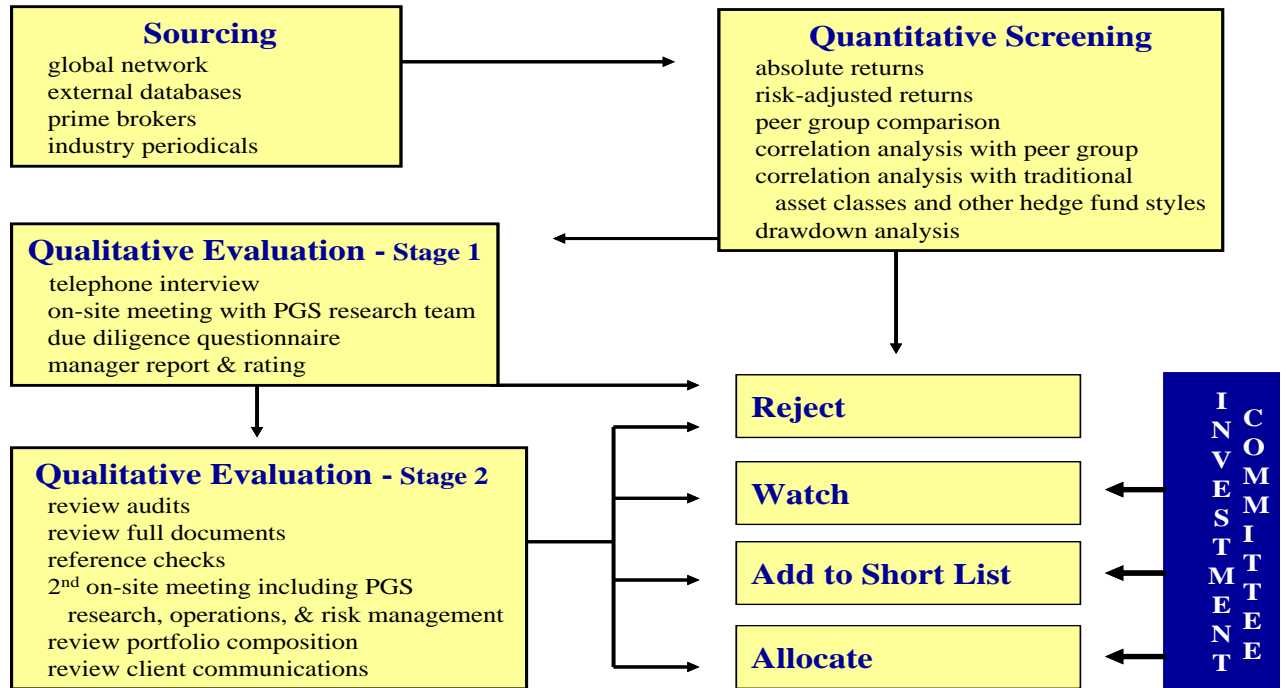 Sourcing
global network
external databases
prime brokers
industry periodicals
Quantitative Screening
absolute returns
risk-adjusted returns
peer group comparison
correlation analysis with peer group
correlation analysis with traditional
asset classes and other hedge fund styles
drawdown analysis
Qualitative Evaluation - Stage 1
telephone interview
on-site meeting with PGS research team
due diligence questionnaire
manager report & rating
Qualitative Evaluation - Stage 2
review audits
review full documents
reference checks
2nd on-site meeting including PGS
research, operations, & risk management
review portfolio composition
review client communications
Reject
Watch
Add to Short List
Allocate
INVESTMENT
COMMITTEE